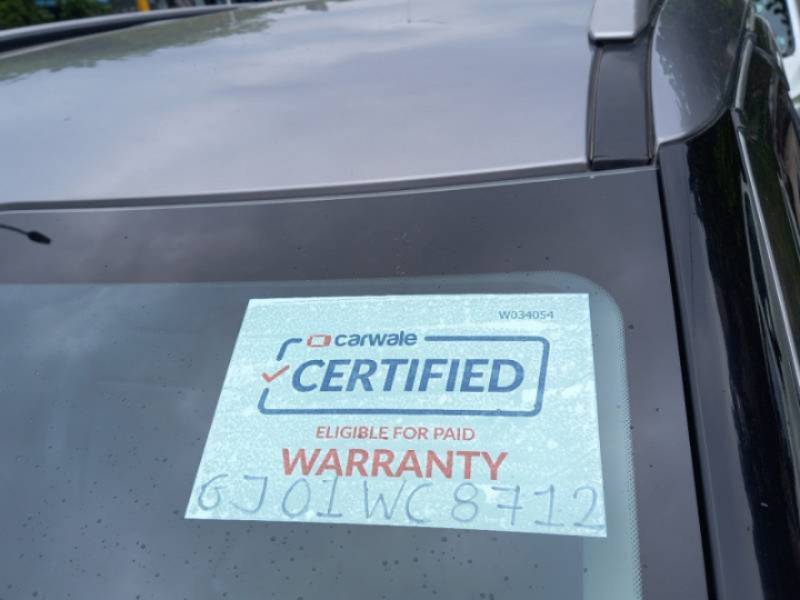 W034054
carwale
CERTIFIED
ELIGIBLE FOR PAID
WARRANTY
GJ01WC8712